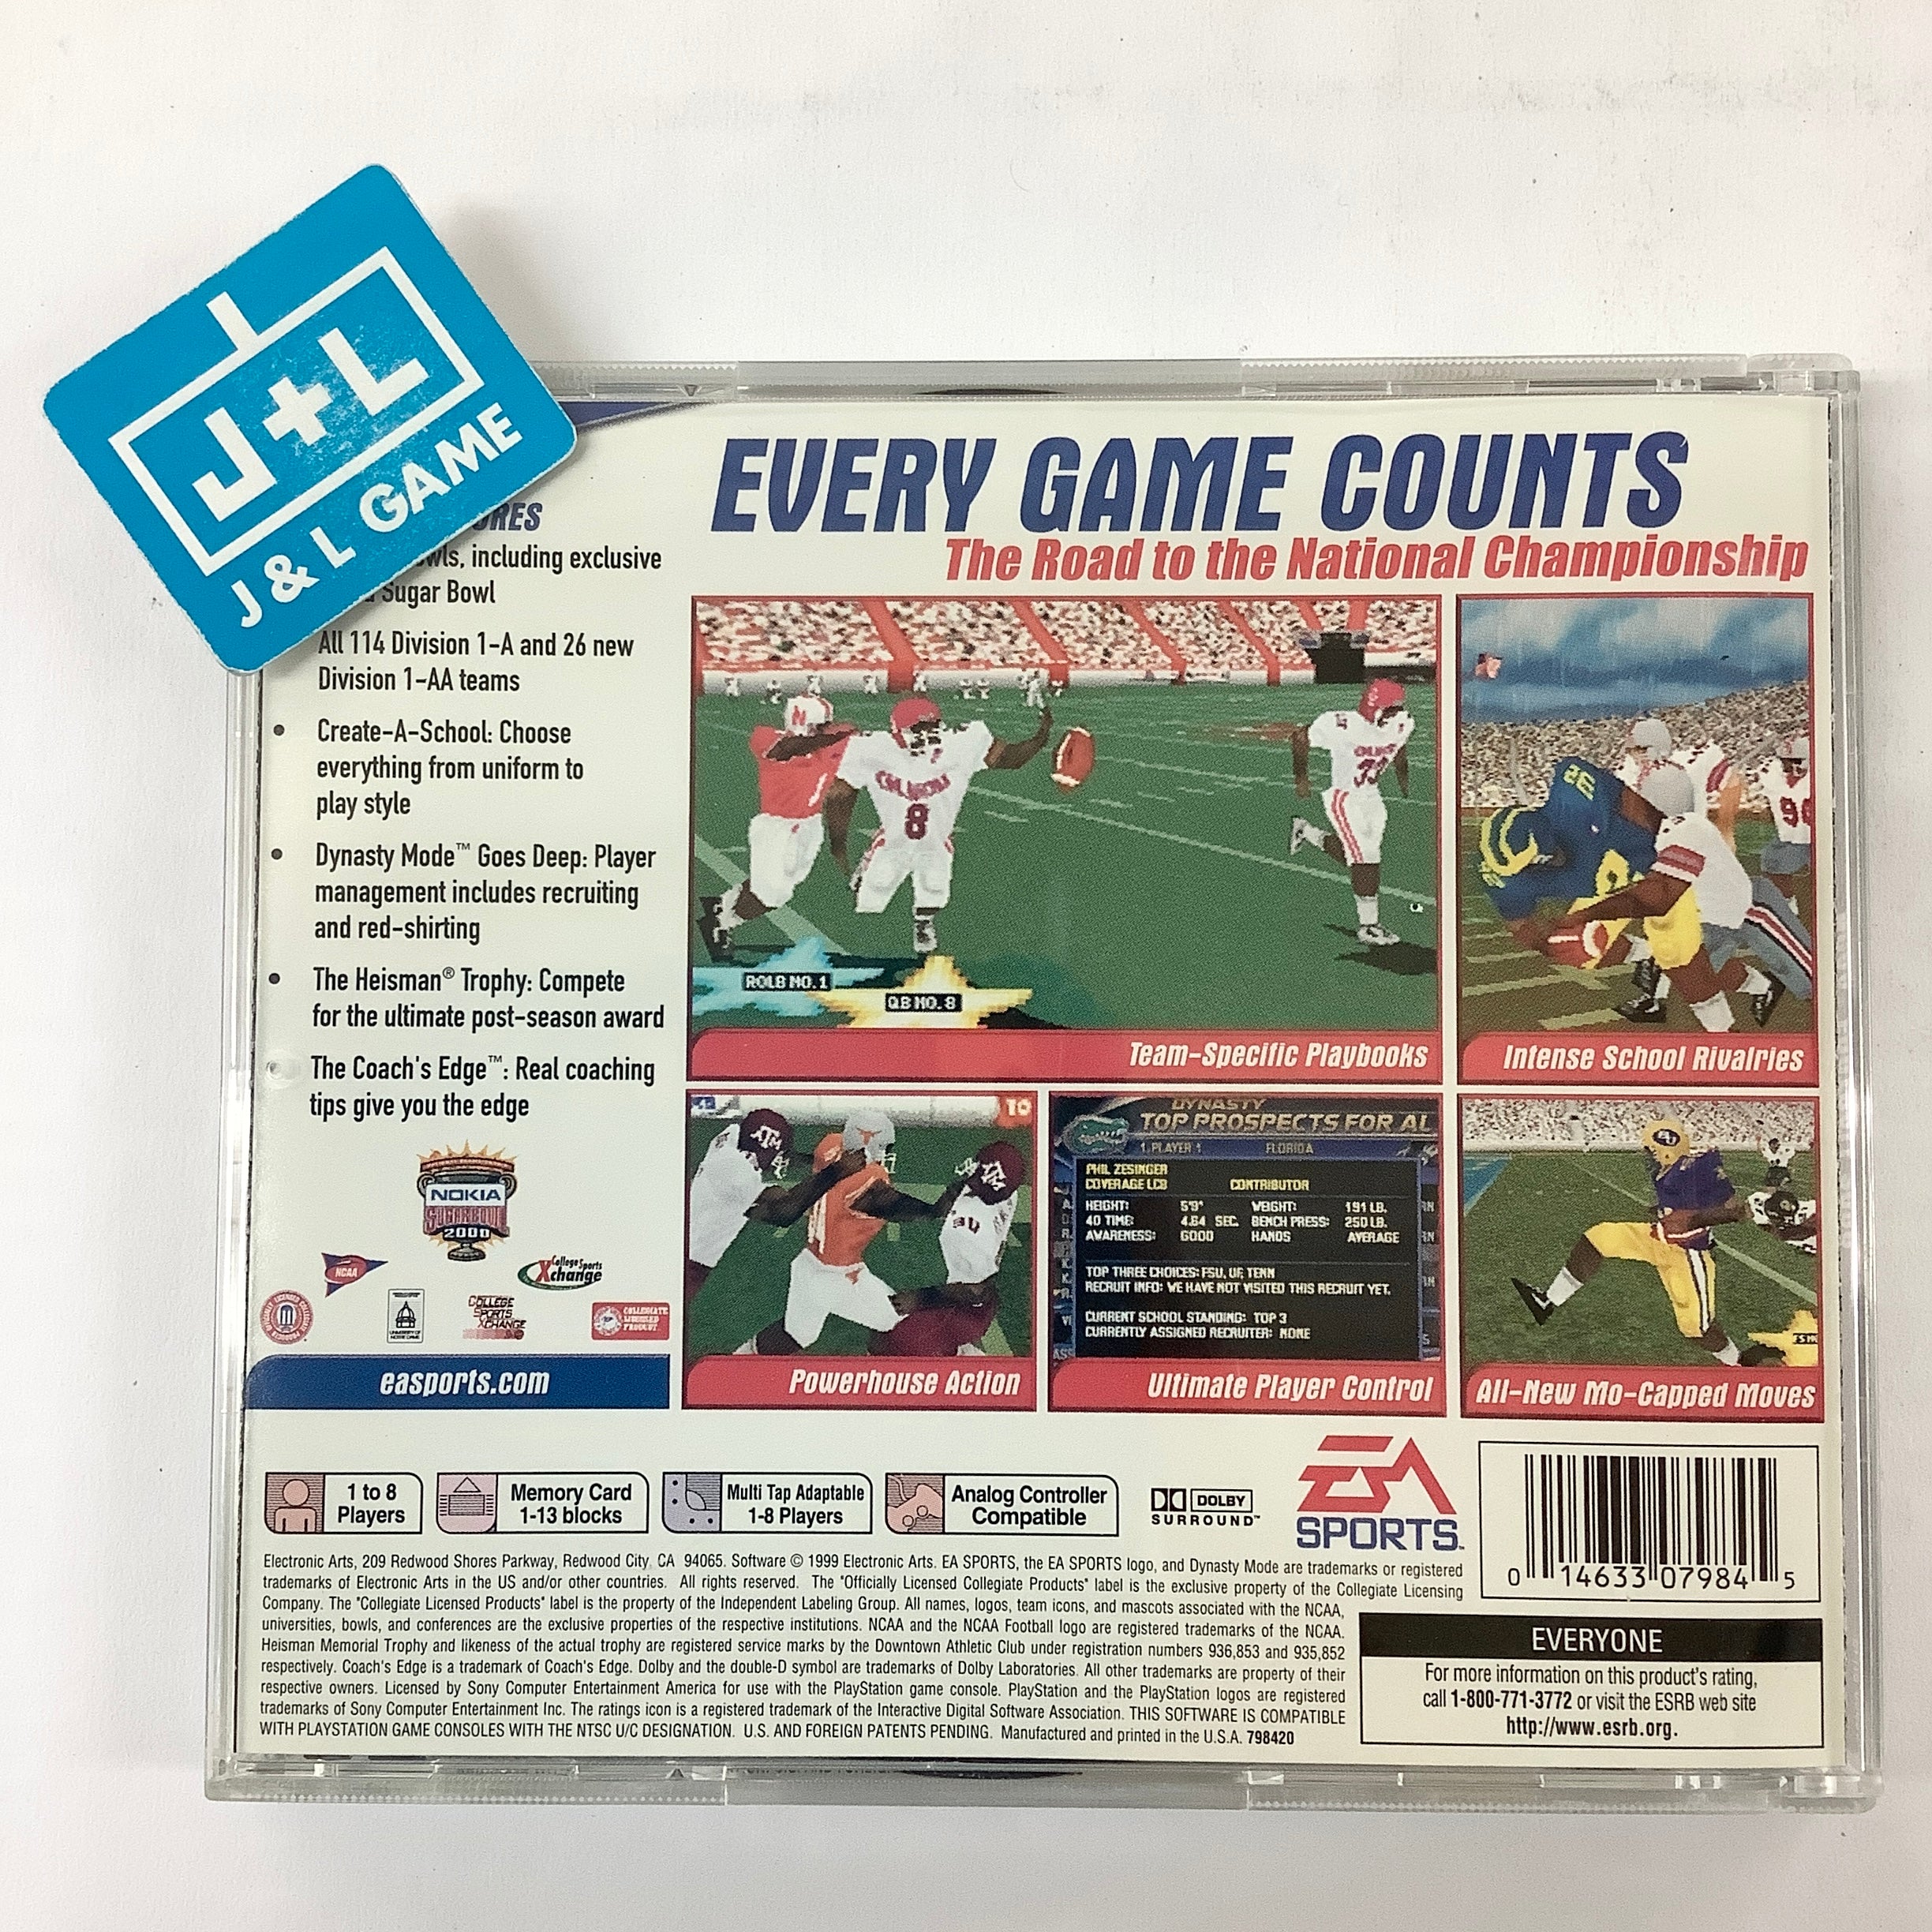 J+L
J & L GAME
EVERY GAME COUNTS
The Road to the National Championship
including exclusive
Sugar Bowl
All 114 Division 1-A and 26 new
Division 1-AA teams
• Create-A-School: Choose
everything from uniform to
play style
• Dynasty Mode™ Goes Deep: Player
management includes recruiting
and red-shirting
• The Heisman® Trophy: Compete
for the ultimate post-season award
The Coach's Edge™: Real coaching
tips give you the edge
NOKIA
SUGAR BOWL
2000
NCAA
College Sports
Xchange
UNIVERSITY OF
NOTRE DAME
COLLEGE
SPORTS
XCHANGE
COLLEGIATE
LICENSED
PRODUCT
easports.com
N
8
ROLB NO. 1
QB NO. 8
Team-Specific Playbooks
26
Intense School Rivalries
ATM
10
Powerhouse Action
DYNASTY
TOP PROSPECTS FOR AL
1. PLAYER 1 FLORIDA
PHIL ZESINGER
COVERAGE LCB CONTRIBUTOR
HEIGHT: 5'9" WEIGHT: 191 LB.
40 TIME: 4.64 SEC. BENCH PRESS: 250 LB.
AWARENESS: GOOD HANDS AVERAGE
TOP THREE CHOICES: FSU, UF, TENN
RECRUIT INFO: WE HAVE NOT VISITED THIS RECRUIT YET.
CURRENT SCHOOL STANDING: TOP 3
CURRENTLY ASSIGNED RECRUITER: NONE
Ultimate Player Control
All-New Mo-Capped Moves
1 to 8
Players
Memory Card
1-13 blocks
Multi Tap Adaptable
1-8 Players
Analog Controller
Compatible
DOLBY
SURROUND™
EA
SPORTS™
0 14633 07984 5
Electronic Arts, 209 Redwood Shores Parkway, Redwood City, CA 94065. Software © 1999 Electronic Arts. EA SPORTS, the EA SPORTS logo, and Dynasty Mode are trademarks or registered
trademarks of Electronic Arts in the US and/or other countries. All rights reserved. The "Officially Licensed Collegiate Products" label is the exclusive property of the Collegiate Licensing
Company. The "Collegiate Licensed Products" label is the property of the Independent Labeling Group. All names, logos, team icons, and mascots associated with the NCAA,
universities, bowls, and conferences are the exclusive properties of the respective institutions. NCAA and the NCAA Football logo are registered trademarks of the NCAA.
Heisman Memorial Trophy and likeness of the actual trophy are registered service marks by the Downtown Athletic Club under registration numbers 936,853 and 935,852
respectively. Coach's Edge is a trademark of Coach's Edge. Dolby and the double-D symbol are trademarks of Dolby Laboratories. All other trademarks are property of their
respective owners. Licensed by Sony Computer Entertainment America for use with the PlayStation game console. PlayStation and the PlayStation logos are registered
trademarks of Sony Computer Entertainment Inc. The ratings icon is a registered trademark of the Interactive Digital Software Association. THIS SOFTWARE IS COMPATIBLE
WITH PLAYSTATION GAME CONSOLES WITH THE NTSC U/C DESIGNATION. U.S. AND FOREIGN PATENTS PENDING. Manufactured and printed in the U.S.A. 798420
EVERYONE
For more information on this product's rating,
call 1-800-771-3772 or visit the ESRB web site
http://www.esrb.org.